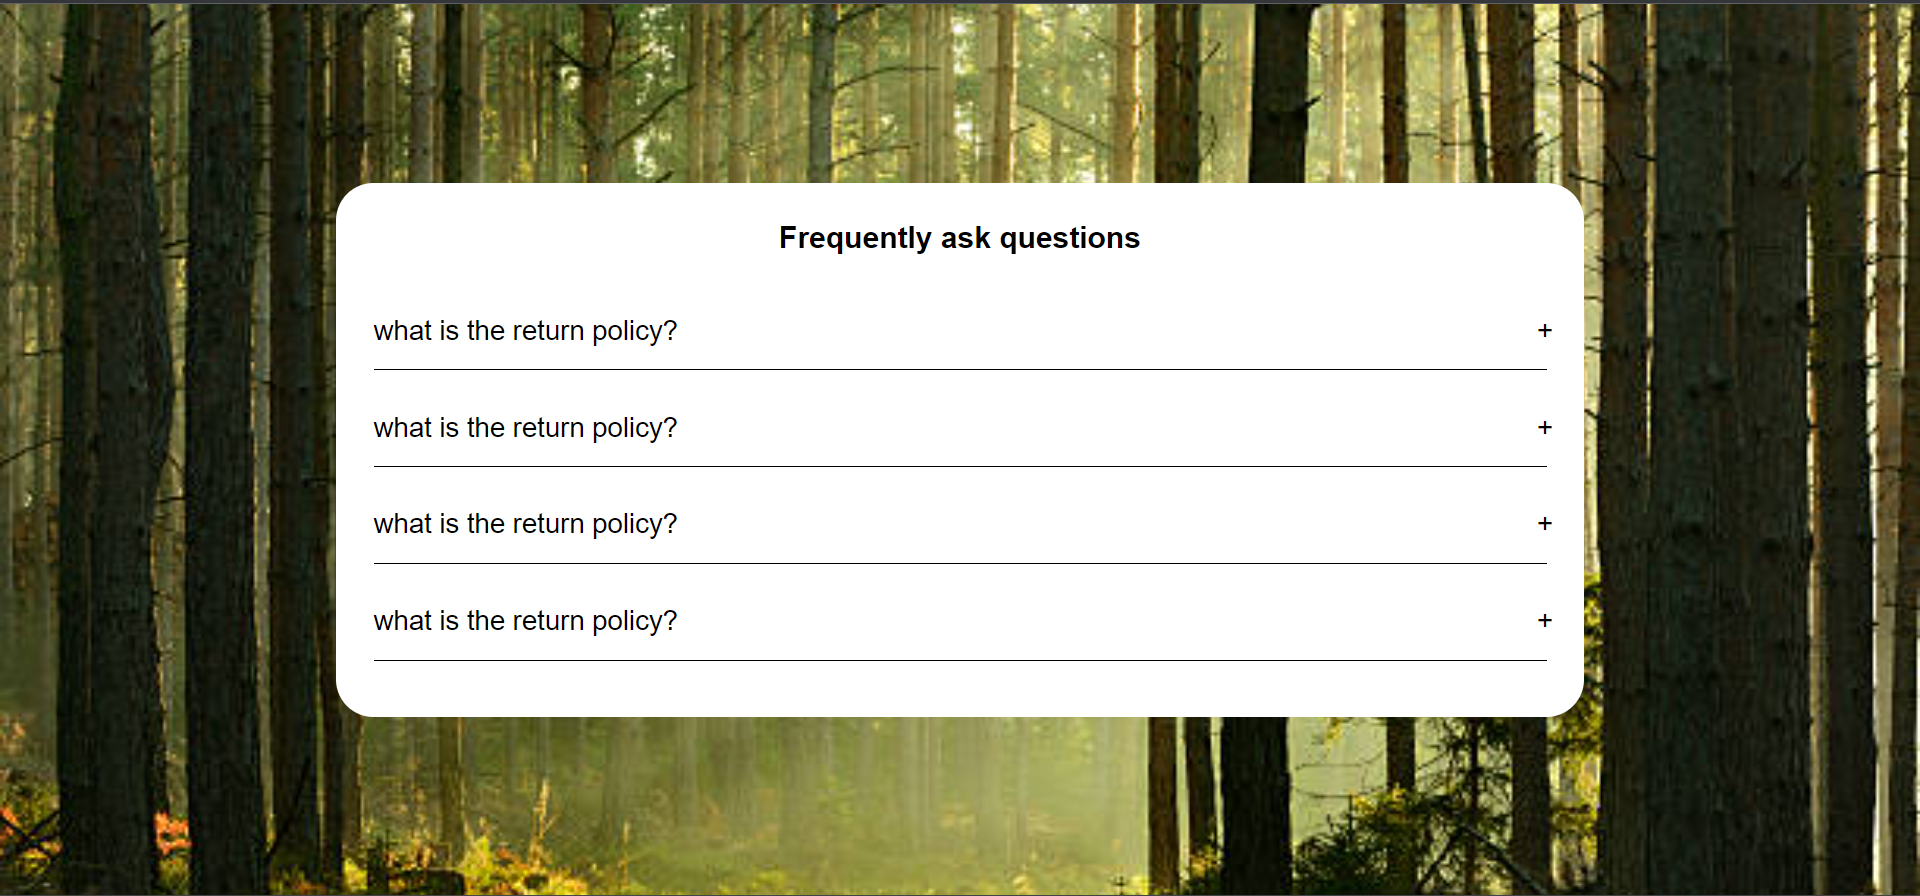 Frequently ask questions
what is the return policy? +
what is the return policy? +
what is the return policy? +
what is the return policy? +